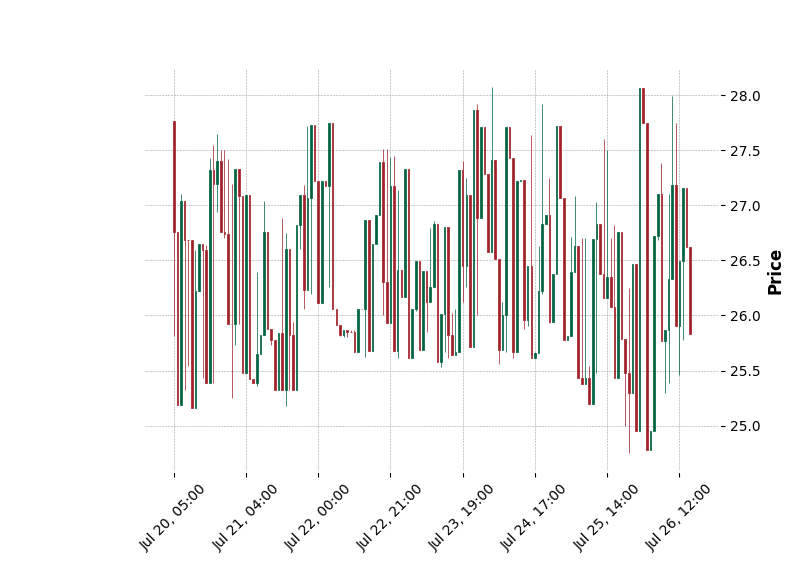 28.0
27.5
27.0
26.5
26.0
25.5
25.0
Price
Jul 20, 05:00
Jul 21, 04:00
Jul 22, 00:00
Jul 22, 21:00
Jul 23, 19:00
Jul 24, 17:00
Jul 25, 14:00
Jul 26, 12:00